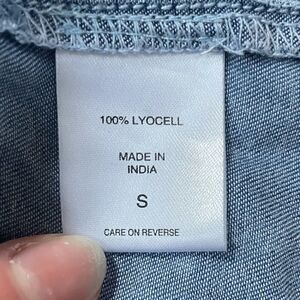 100% LYOCELL
MADE IN
INDIA
S
CARE ON REVERSE